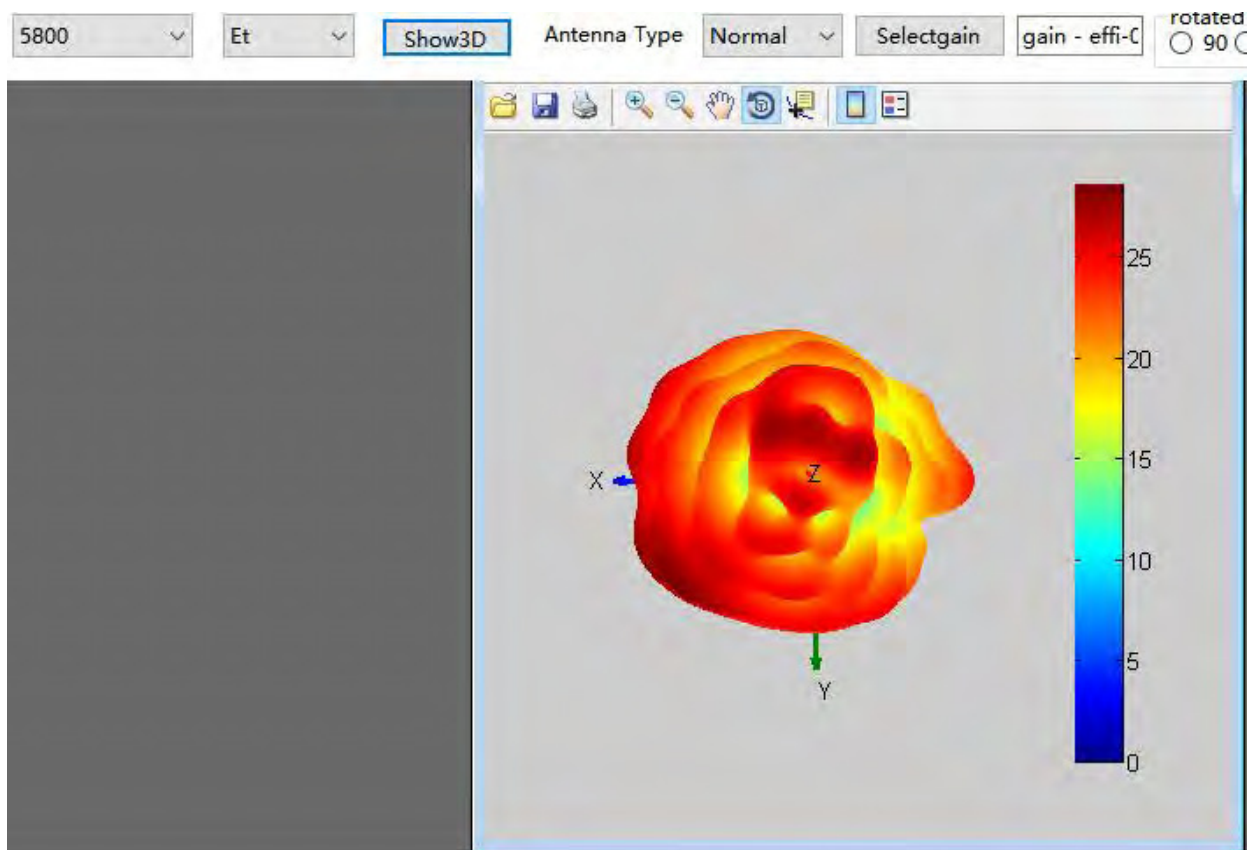 5800 Et Show3D Antenna Type Normal Selectgain gain - effi-C rotated
90
25
20
15
10
5
0
X
Z
Y